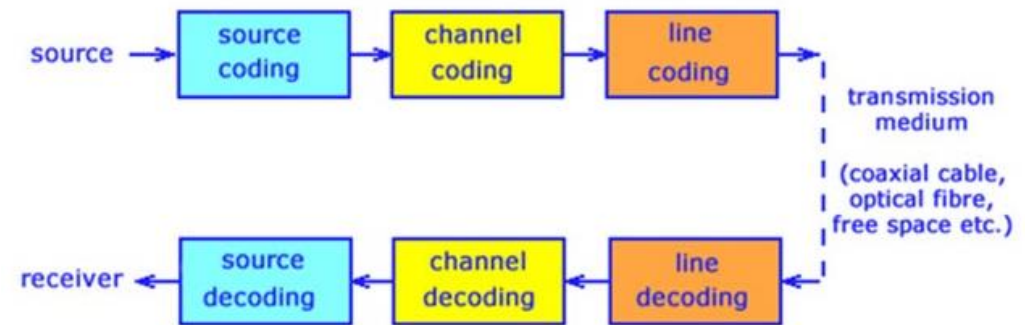 source
source
coding
channel
coding
line
coding
transmission
medium
(coaxial cable,
optical fibre,
free space etc.)
receiver
source
decoding
channel
decoding
line
decoding